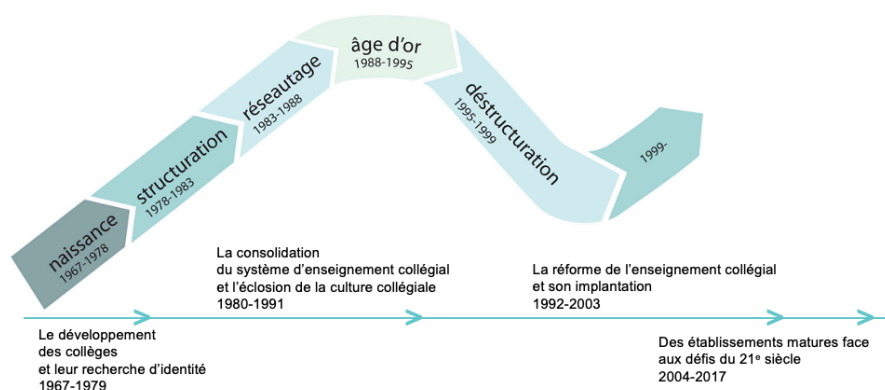 naissance
1967-1978
structuration
1978-1983
réseautage
1983-1988
âge d'or
1988-1995
déstructuration
1995-1999
1999-
La consolidation
du système d'enseignement collégial
et l'éclosion de la culture collégiale
1980-1991
La réforme de l'enseignement collégial
et son implantation
1992-2003
Le développement
des collèges
et leur recherche d'identité
1967-1979
Des établissements matures face
aux défis du 21e siècle
2004-2017